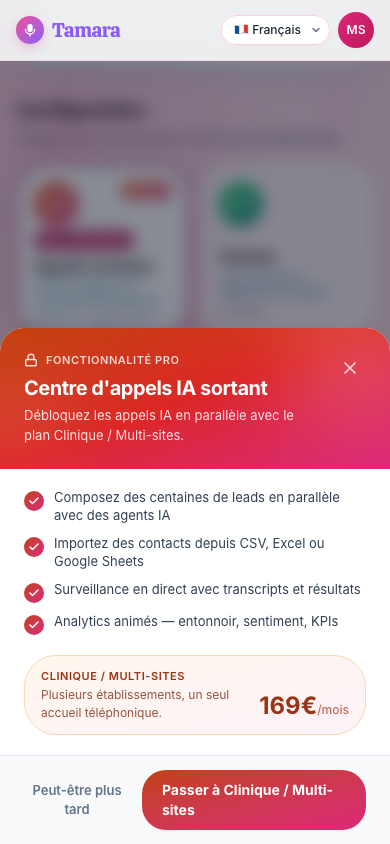 Tamara
Français
MS
FONCTIONNALITÉ PRO
Centre d'appels IA sortant
Débloquez les appels IA en parallèle avec le
plan Clinique / Multi-sites.
Composez des centaines de leads en parallèle
avec des agents IA
Importez des contacts depuis CSV, Excel ou
Google Sheets
Surveillance en direct avec transcripts et résultats
Analytics animés — entonnoir, sentiment, KPIs
CLINIQUE / MULTI-SITES
Plusieurs établissements, un seul
accueil téléphonique.
169€/mois
Peut-être plus
tard
Passer à Clinique / Multi-
sites